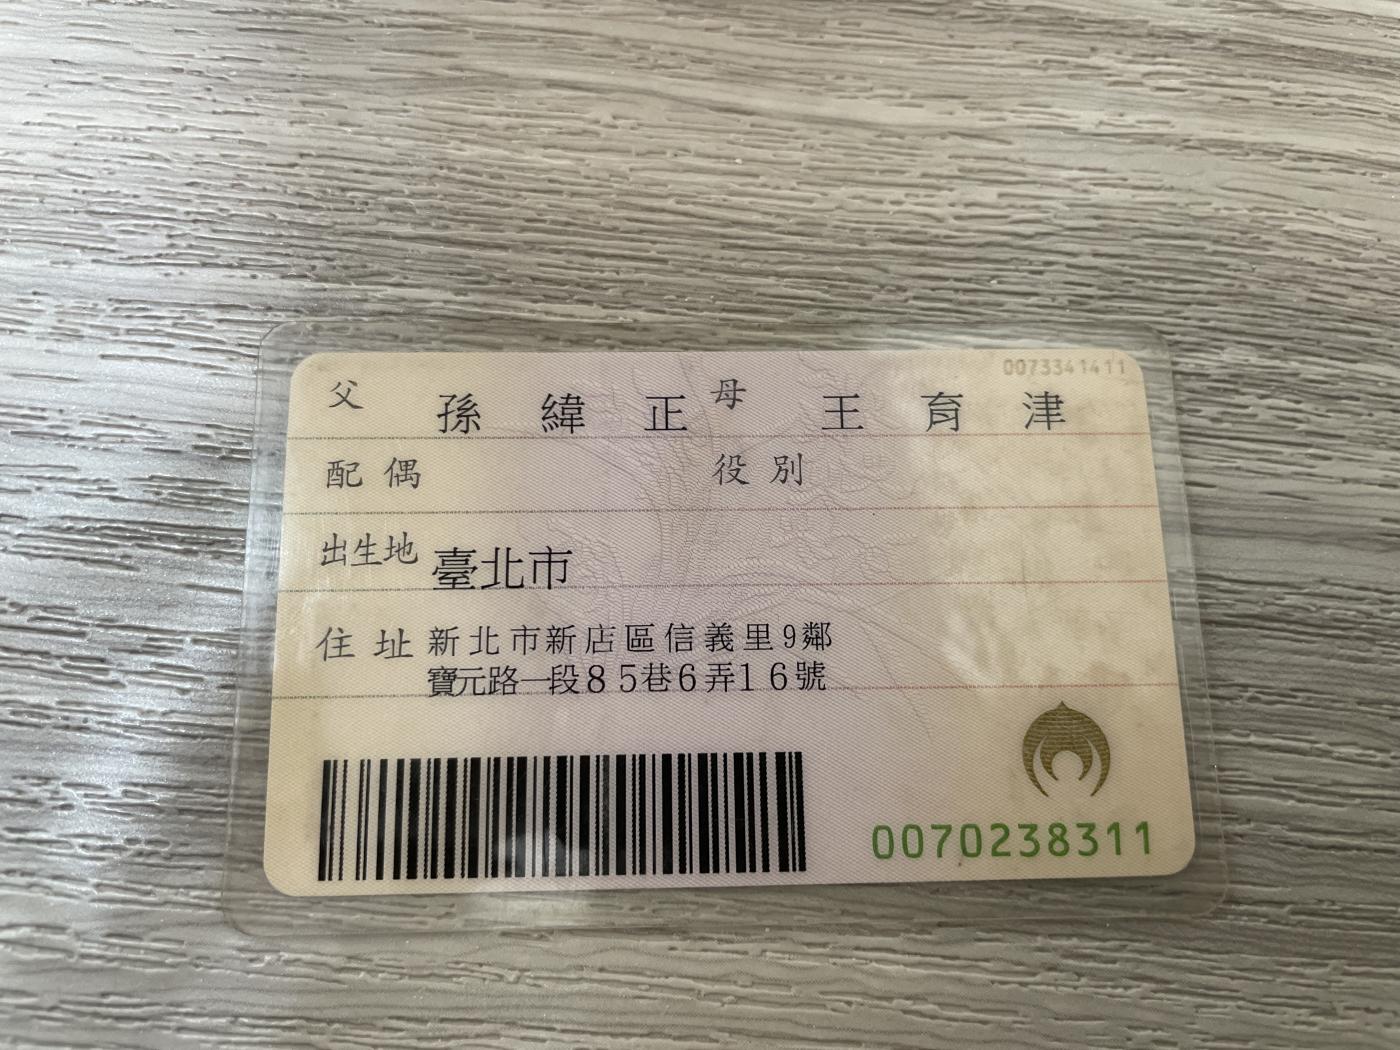 0073341411
父 孫緯正 母 王育津
配偶 役別
出生地 臺北市
住址 新北市新店區信義里9鄰
寶元路一段85巷6弄16號
0070238311